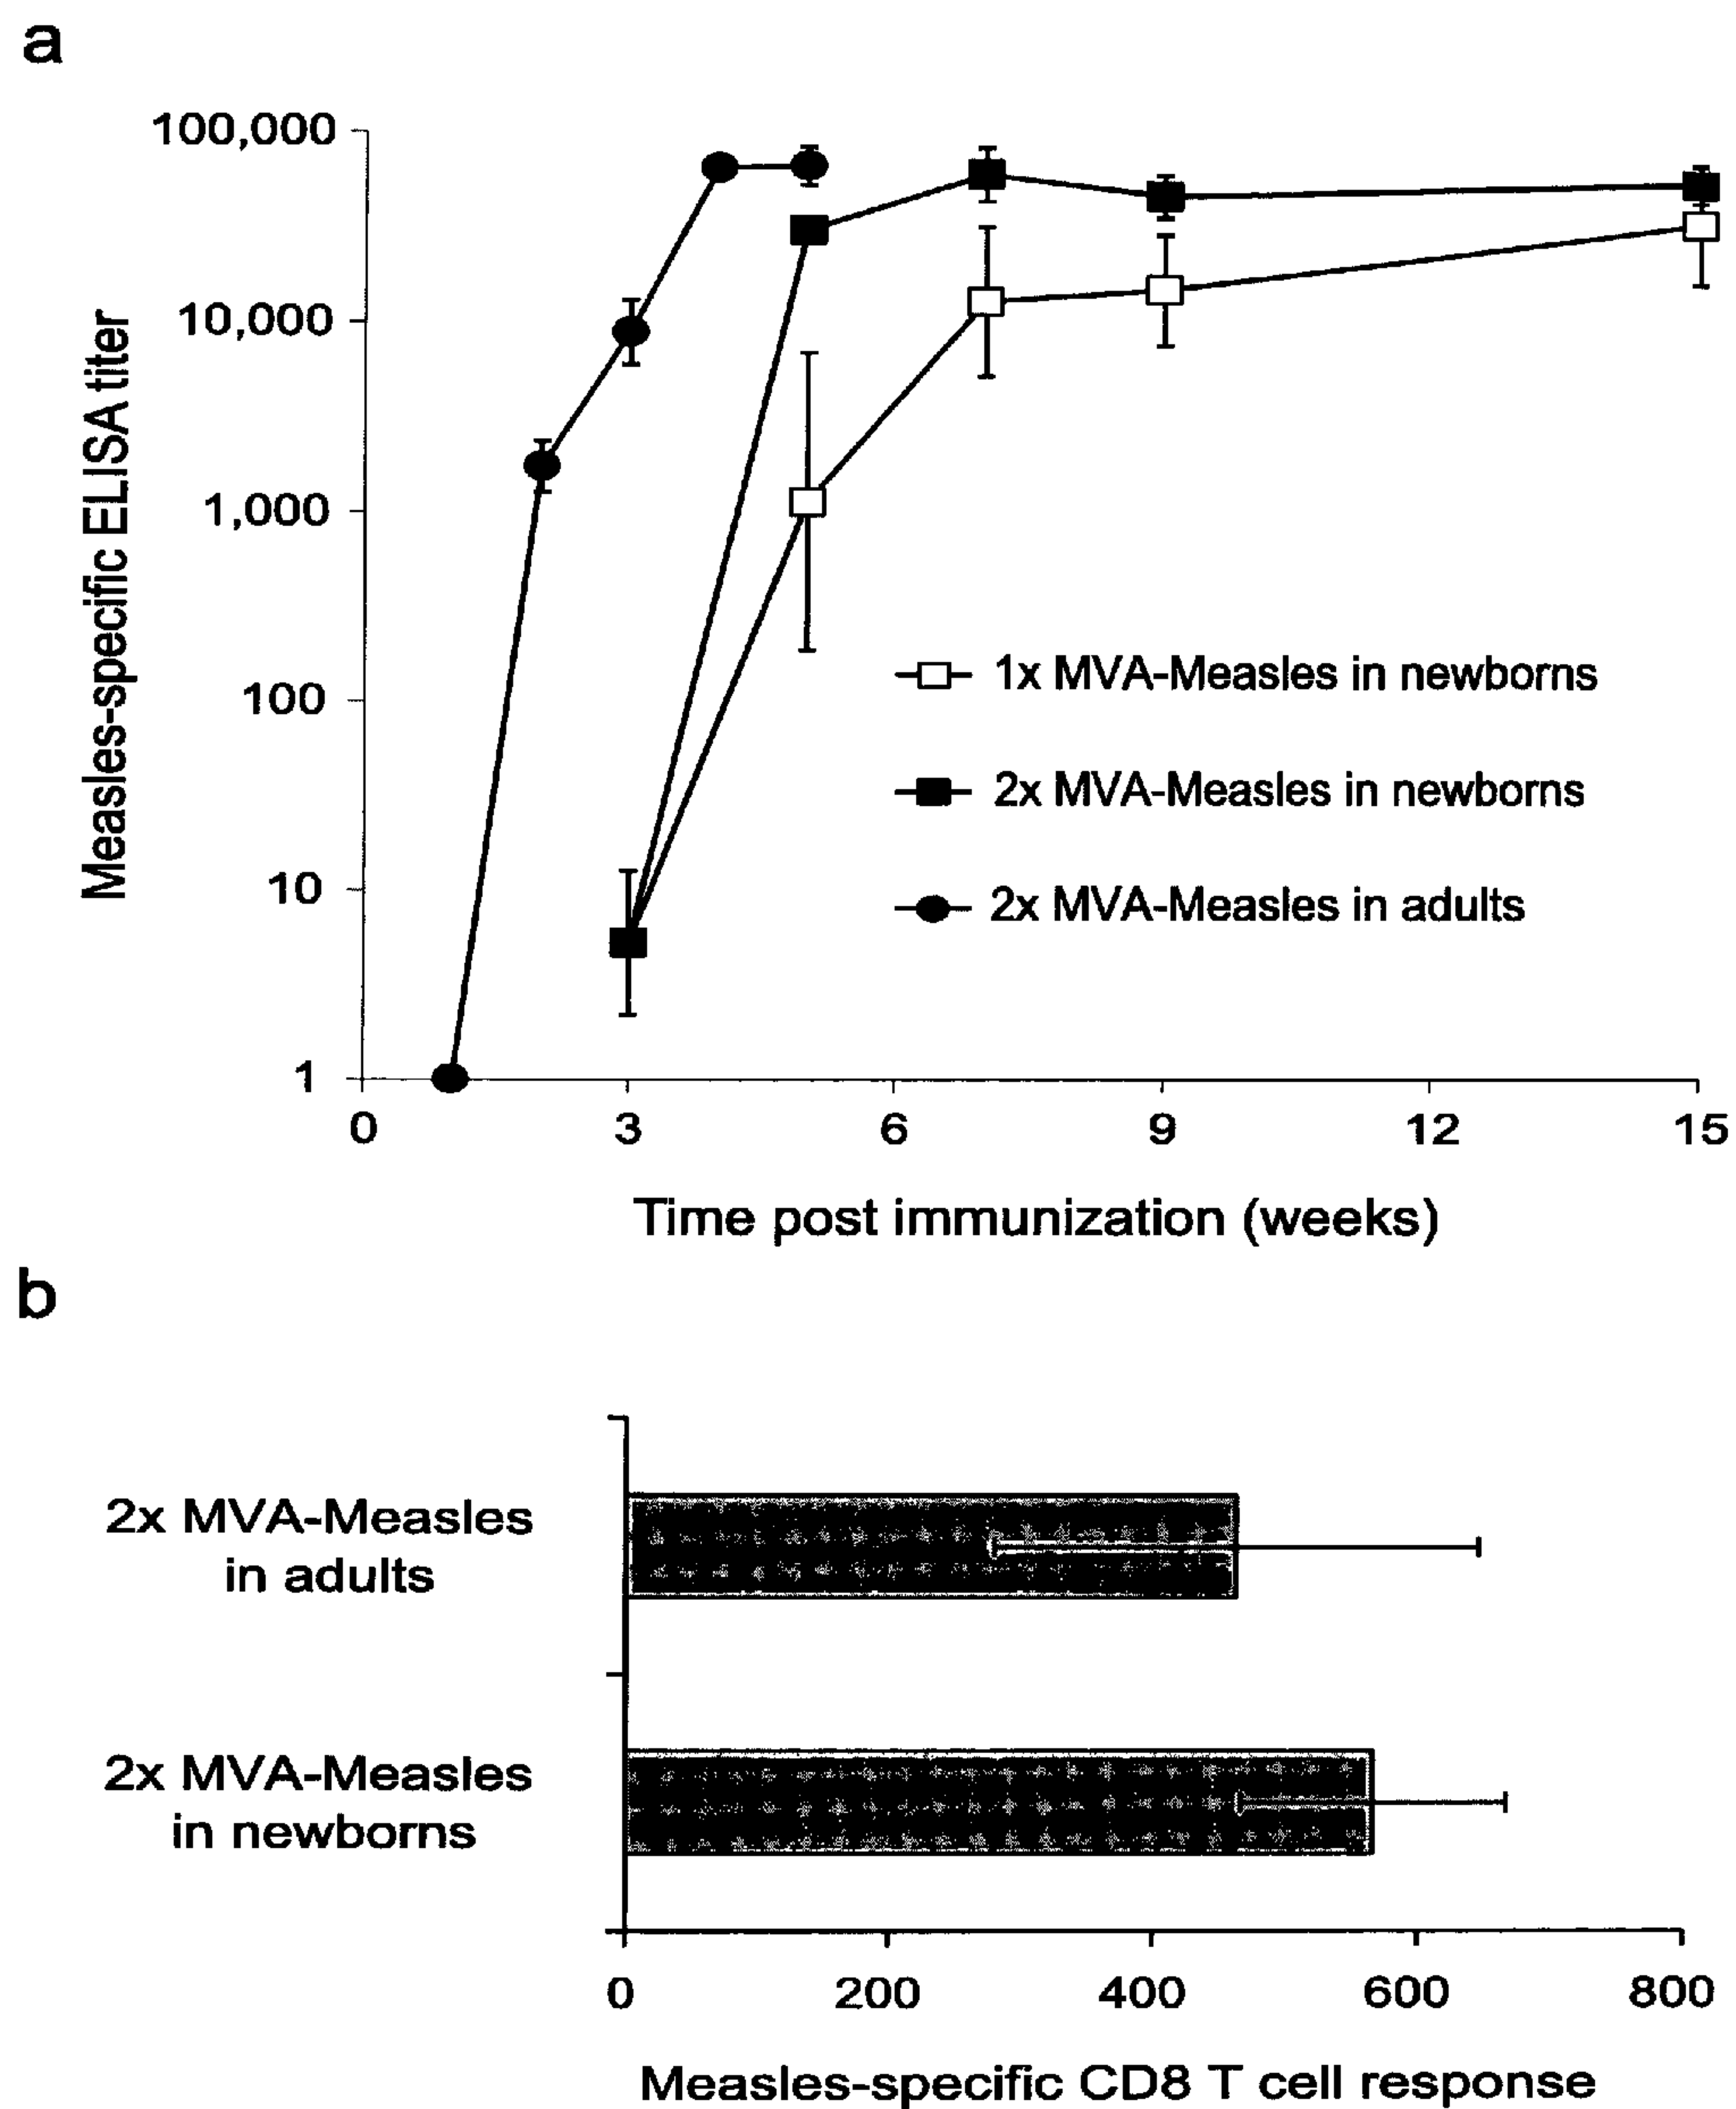 a
100,000
10,000
1,000
100
10
1
Measles-specific ELISA titer
1x MVA-Measles in newborns
2x MVA-Measles in newborns
2x MVA-Measles in adults
0 3 6 9 12 15
Time post immunization (weeks)
b
2x MVA-Measles
in adults
2x MVA-Measles
in newborns
0 200 400 600 800
Measles-specific CD8 T cell response